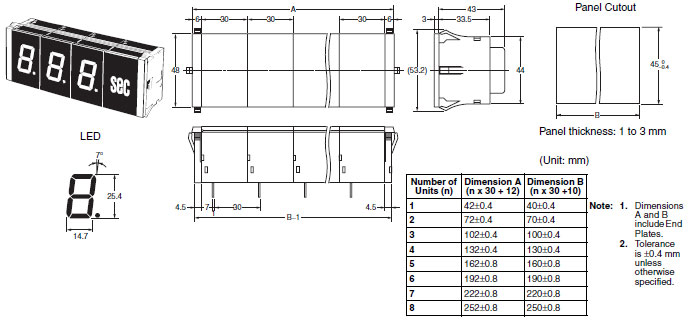 8.8.8. sec
LED
7°
8.
25.4
14.7
A
6 30 30 30 6
48
(53.2)
4.5 7 30 4.5
B-1
43
3 33.5
44
Panel Cutout
45 0 -0.4
B
Panel thickness: 1 to 3 mm
(Unit: mm)
Number of Units (n) Dimension A (n x 30 + 12) Dimension B (n x 30 +10)
1 42±0.4 40±0.4
2 72±0.4 70±0.4
3 102±0.4 100±0.4
4 132±0.4 130±0.4
5 162±0.8 160±0.8
6 192±0.8 190±0.8
7 222±0.8 220±0.8
8 252±0.8 250±0.8
Note: 1. Dimensions
A and B
include End
Plates.
2. Tolerance
is ±0.4 mm
unless
otherwise
specified.